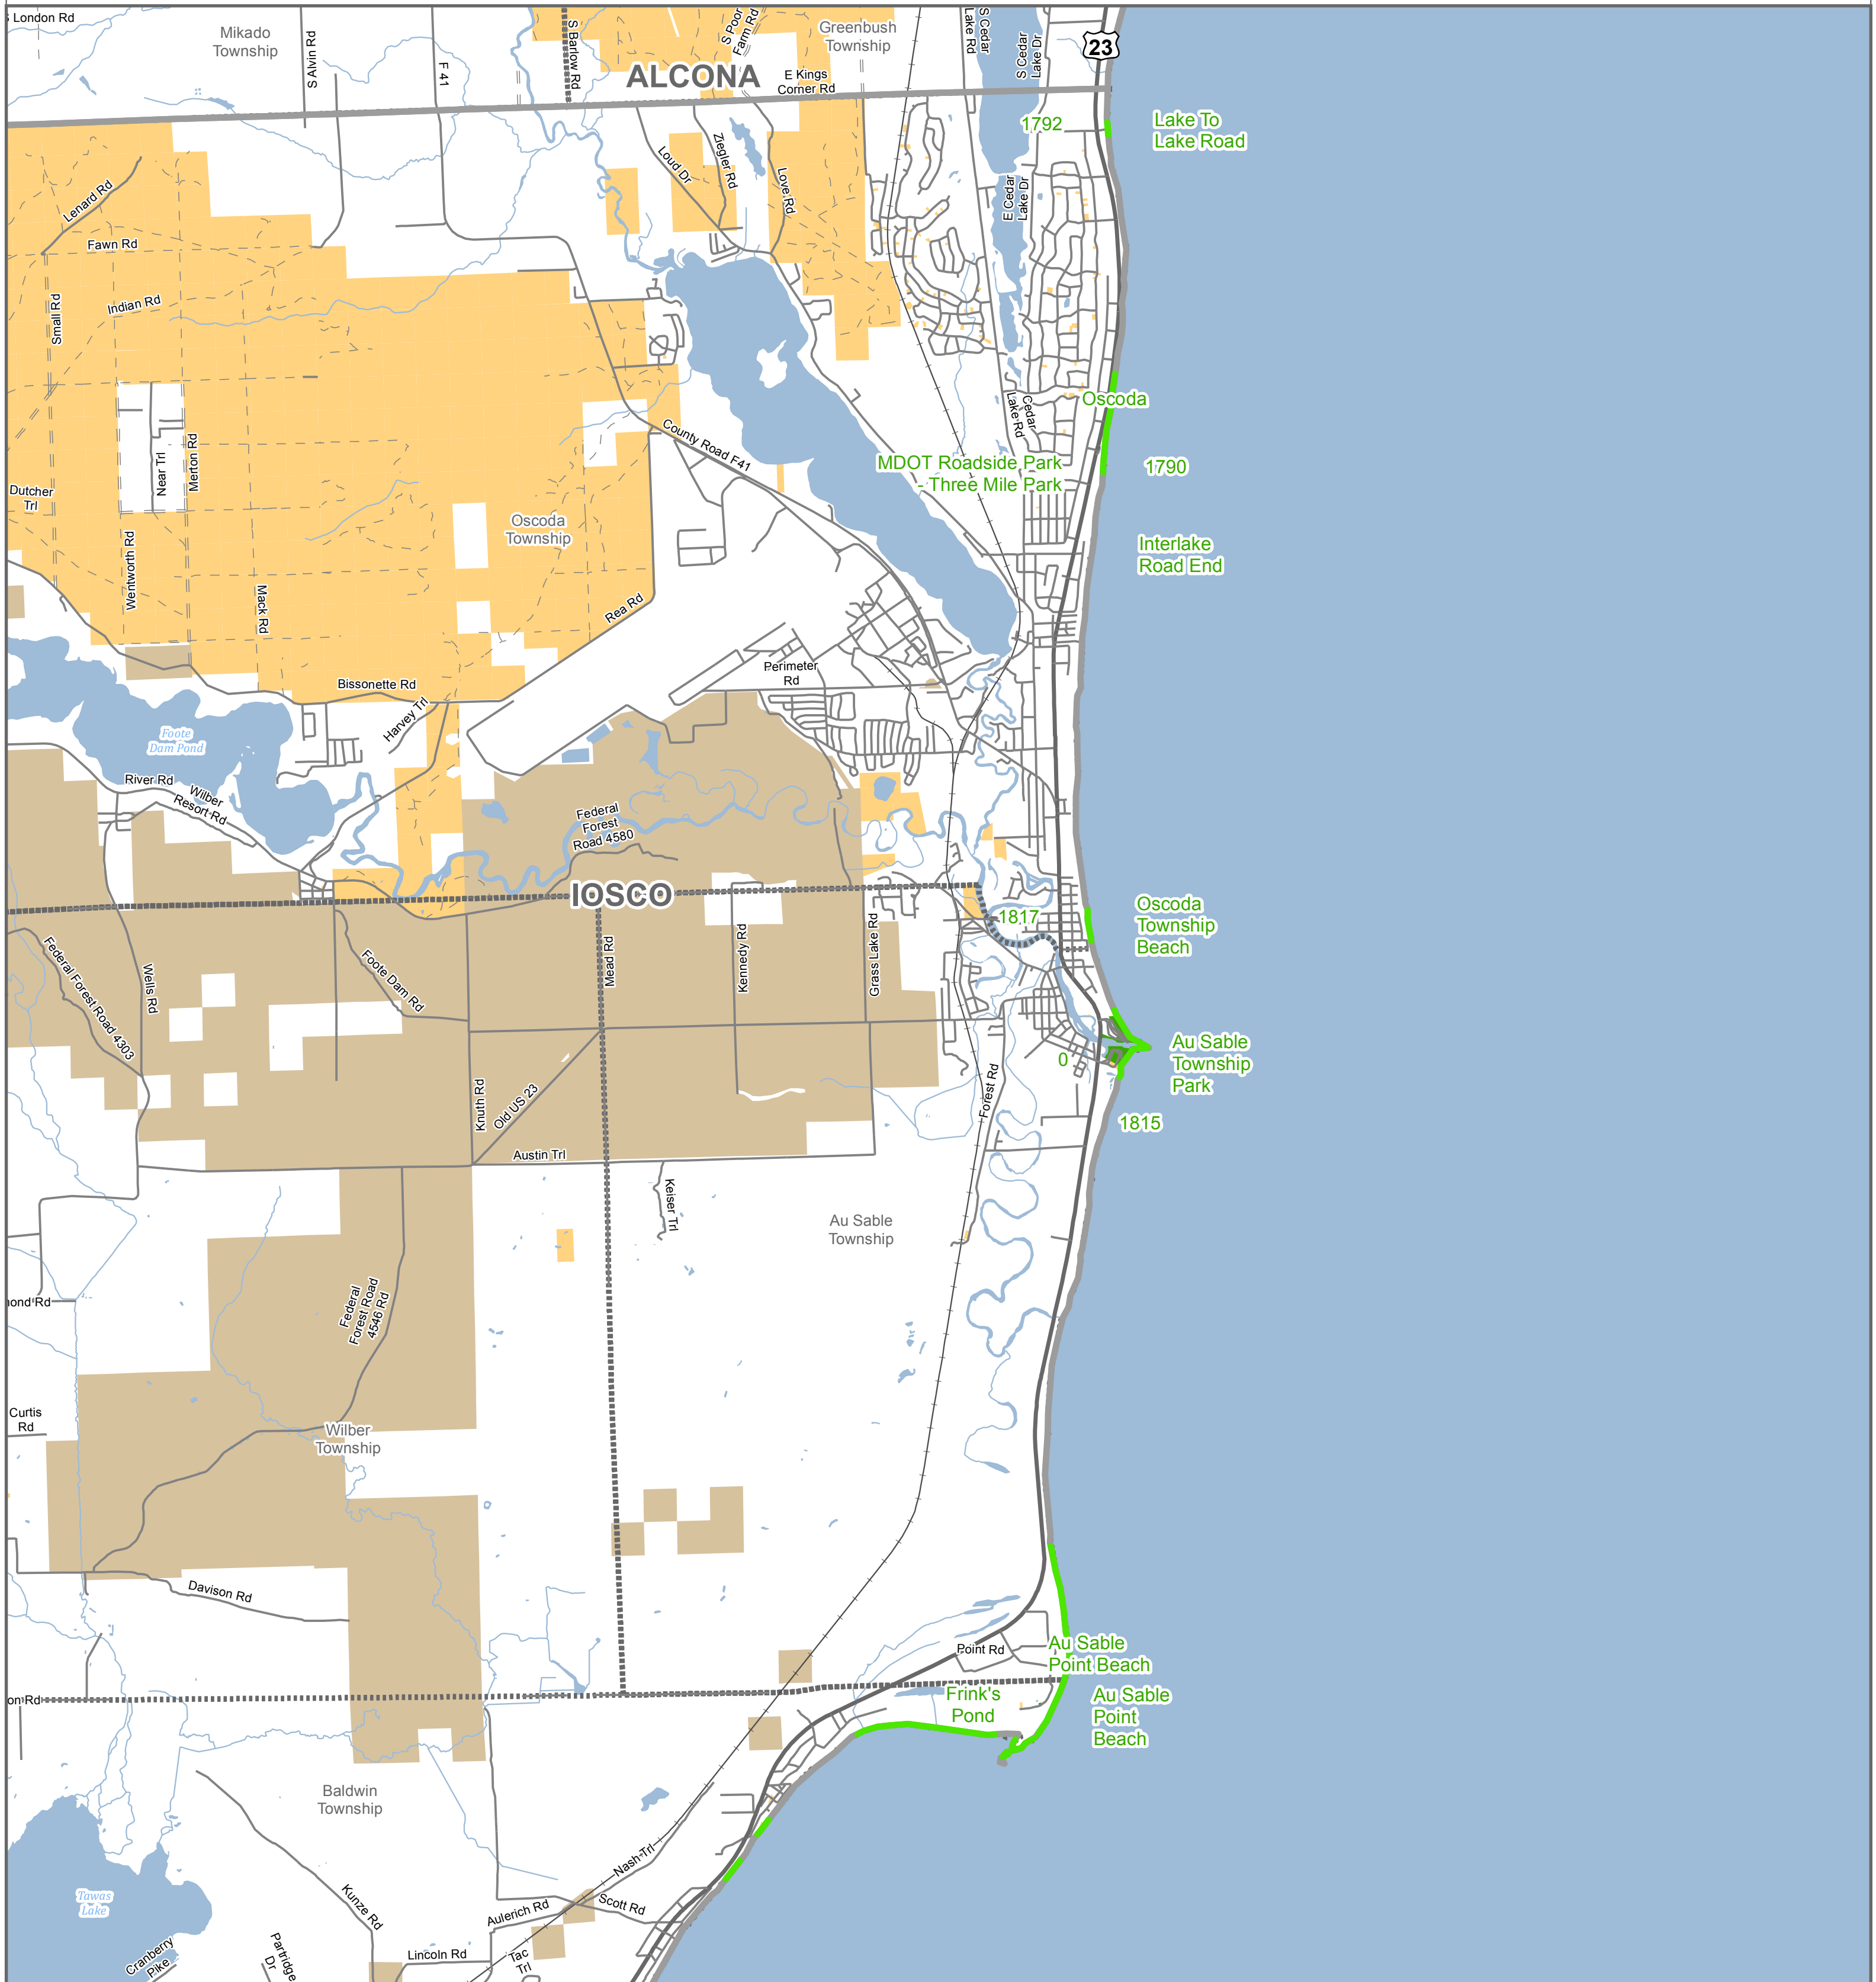 S London Rd
Mikado
Township
S Alvin Rd
F 41
S Barlow Rd
S Poor
Farm Rd
Greenbush
Township
Lake Rd
S Cedar
S Cedar
Lake Dr
23
ALCONA
E Kings
Corner Rd
1792
Lake To
Lake Road
Loud Dr
Ziegler Rd
Love Rd
E Cedar
Lake Dr
Lenard Rd
Fawn Rd
Indian Rd
Small Rd
Oscoda
Cedar
Lake Rd
County Road F41
MDOT Roadside Park
- Three Mile Park
1790
Near Trl
Merton Rd
Dutcher
Trl
Oscoda
Township
Interlake
Road End
Wentworth Rd
Mack Rd
Rea Rd
Perimeter
Rd
Bissonette Rd
Harvey Trl
Foote
Dam Pond
River Rd
Wilber
Resort Rd
Federal
Forest
Road 4580
IOSCO
1817
Oscoda
Township
Beach
Federal Forest Road 4303
Wells Rd
Foote Dam Rd
Mead Rd
Kennedy Rd
Grass Lake Rd
0
Au Sable
Township
Park
Forest Rd
Knuth Rd
Old US 23
1815
Austin Trl
Keiser Trl
Au Sable
Township
Federal
Forest Road
4546 Rd
ond Rd
Curtis
Rd
Wilber
Township
Davison Rd
Point Rd
Au Sable
Point Beach
on Rd
Frink's
Pond
Au Sable
Point
Beach
Baldwin
Township
Nash Trl
Tawas
Lake
Kunze Rd
Aulerich Rd
Scott Rd
Cranberry
Pike
Partridge
Dr
Lincoln Rd
Tac
Trl